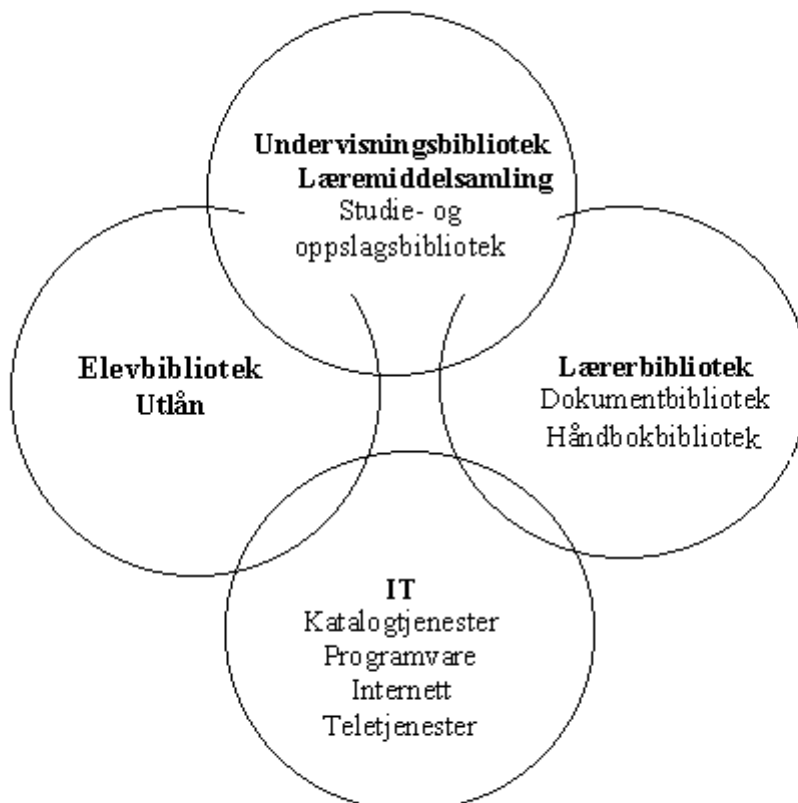 Undervisningsbibliotek
Læremiddelsamling
Studie- og
oppslagsbibliotek
Elevbibliotek
Utlån
Lærerbibliotek
Dokumentbibliotek
Håndbokbibliotek
IT
Katalogtjenester
Programvare
Internett
Teletjenester